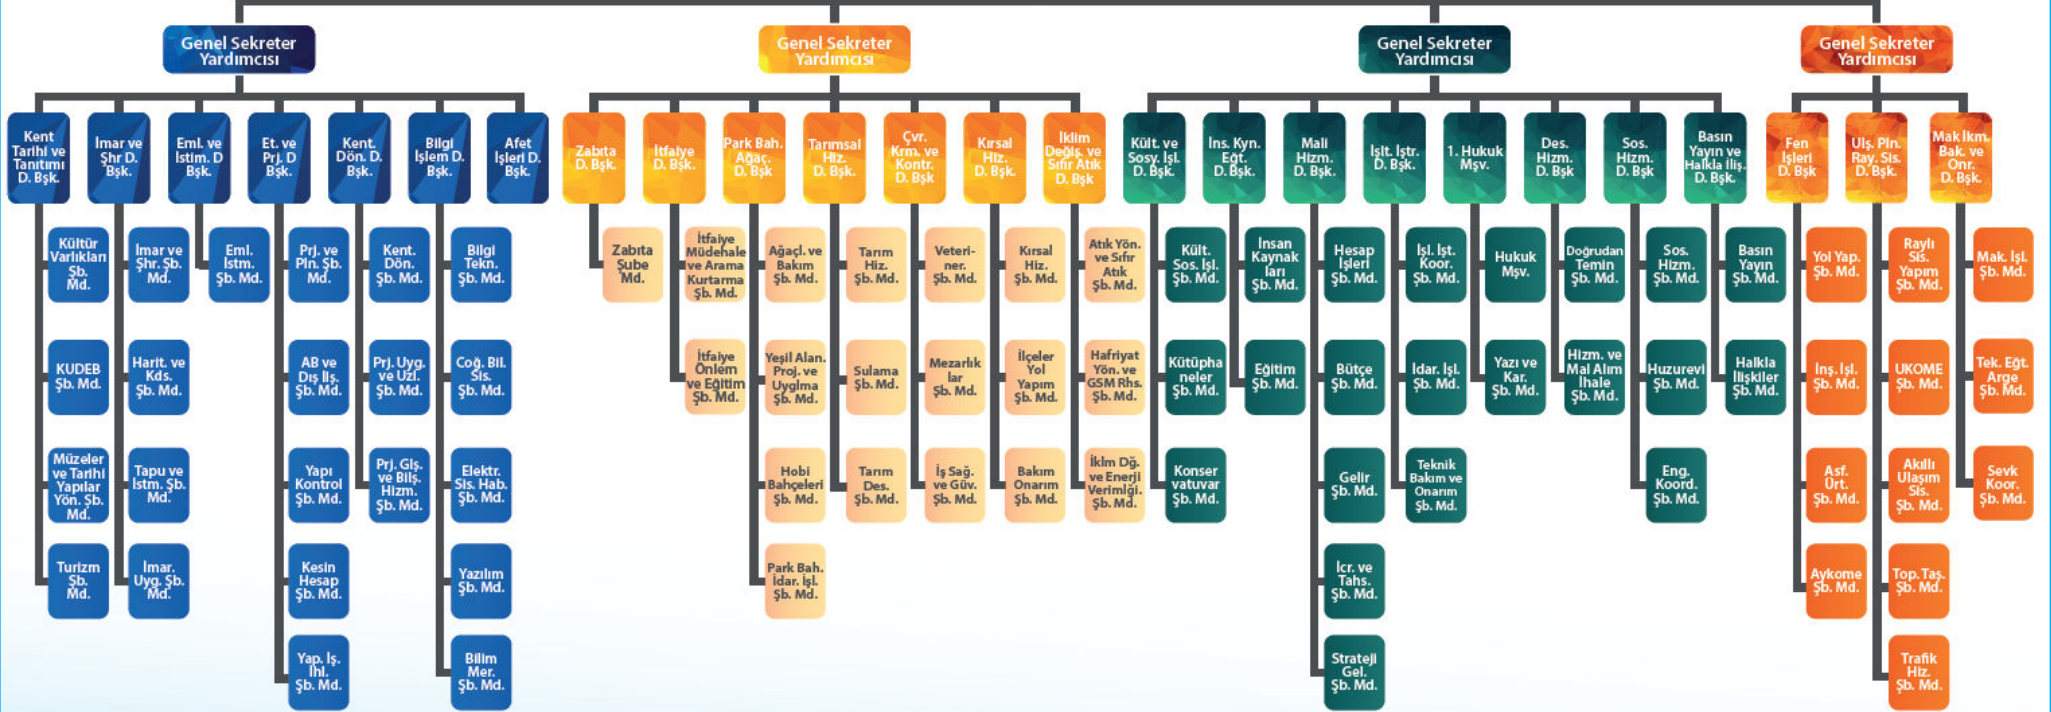 Genel Sekreter
Yardımcısı
Genel Sekreter
Yardımcısı
Genel Sekreter
Yardımcısı
Genel Sekreter
Yardımcısı
Kent
Tarihi ve
Tanıtımı
D. Bşk.
İmar ve
Şhr D.
Bşk.
Eml. ve
İstim. D
Bşk.
Et. ve
Prj. D
Bşk.
Kent.
Dön. D.
Bşk.
Bilgi
İşlem D.
Bşk.
Afet
İşleri D.
Bşk.
Zabıta
D. Bşk
İtfaiye
D. Bşk.
Park Bah.
Ağaç.
D. Bşk
Tarımsal
Hiz.
D. Bşk
Çvr.
Krm. ve
Kontr.
D. Bşk
Kırsal
Hiz.
D. Bşk
İklim
Değiş. ve
Sıfır Atık
D. Bşk
Kült. ve
Sosy. İşl.
D. Bşk.
İns. Kyn.
Eğt.
D. Bşk.
Mali
Hizm.
D. Bşk.
İşlt. İştr.
D. Bşk.
1. Hukuk
Mşv.
Des.
Hizm.
D. Bşk
Sos.
Hizm.
D. Bşk.
Basın
Yayın ve
Halkla İliş.
D. Bşk.
Fen
İşleri
D. Bşk
Ulş. Pln.
Ray. Sis.
D. Bşk.
Mak İkm.
Bak. ve
Onr.
D. Bşk.
Kültür
Varlıkları
Şb.
Md.
İmar ve
Şhr. Şb.
Md.
Eml.
İstm.
Şb. Md.
Prj. ve
Pln. Şb.
Md.
Kent.
Dön.
Şb. Md.
Bilgi
Tekn.
Şb. Md.
Zabıta
Şube
Md.
İtfaiye
Müdehale
ve Arama
Kurtarma
Şb. Md.
Ağaçl. ve
Bakım
Şb. Md.
Tarım
Hiz.
Şb. Md.
Veteri-
ner.
Şb. Md.
Kırsal
Hiz.
Şb. Md.
Atık Yön.
ve Sıfır
Atık
Şb. Md.
Kült.
Sos. İşl.
Şb. Md.
İnsan
Kaynak
ları
Şb. Md.
Hesap
İşleri
Şb. Md.
İşl. İşt.
Koor.
Şb. Md.
Hukuk
Mşv.
Doğrudan
Temin
Şb. Md.
Sos.
Hizm.
Şb. Md.
Basın
Yayın
Şb. Md.
Yol Yap.
Şb. Md.
Raylı
Sis.
Yapım
Şb. Md.
Mak. İşl.
Şb. Md.
KUDEB
Şb. Md.
Harit. ve
Kds.
Şb. Md.
AB ve
Dış İlş.
Şb. Md.
Prj. Uyg.
ve Uzl.
Şb. Md.
Coğ. Bil.
Sis.
Şb. Md.
İtfaiye
Önlem
ve Eğitim
Şb. Md.
Yeşil Alan.
Proj. ve
Uyglma
Şb. Md.
Sulama
Şb. Md.
Mezarlık
lar
Şb. Md.
İlçeler
Yol
Yapım
Şb. Md.
Hafriyat
Yön. ve
GSM Rhs.
Şb. Md.
Kütüpha
neler
Şb. Md.
Eğitim
Şb. Md.
Bütçe
Şb. Md.
İdar. İşl.
Şb. Md.
Yazı ve
Kar.
Şb. Md.
Hizm. ve
Mal Alım
İhale
Şb. Md.
Huzurevi
Şb. Md.
Halkla
İlişkiler
Şb. Md.
İnş. İşl.
Şb. Md.
UKOME
Şb. Md.
Tek. Eğt.
Arge
Şb. Md.
Müzeler
ve Tarihi
Yapılar
Yön. Şb.
Md.
Tapu ve
İstm. Şb.
Md.
Yapı
Kontrol
Şb. Md.
Prj. Glş.
ve Bliş.
Hizm.
Şb. Md.
Elektr.
Sis. Hab.
Şb. Md.
Hobi
Bahçeleri
Şb. Md.
Tarım
Des.
Şb. Md.
İş Sağ.
ve Güv.
Şb. Md.
Bakım
Onarım
Şb. Md.
İklm Dğ.
ve Enerji
Verimiği.
Şb. Md.
Konser
vatuvar
Şb. Md.
Gelir
Şb. Md.
Teknik
Bakım ve
Onarım
Şb. Md.
Eng.
Koord.
Şb. Md.
Asf.
Ürt.
Şb. Md.
Akıllı
Ulaşım
Sis.
Şb. Md.
Sevk
Koor.
Şb. Md.
Turizm
Şb.
Md.
İmar.
Uyg. Şb.
Md.
Kesin
Hesap
Şb. Md.
Yazılım
Şb. Md.
Park Bah.
İdar. İşl.
Şb. Md.
İcr. ve
Tahs.
Şb. Md.
Aykome
Şb. Md.
Top. Taş.
Şb. Md.
Yap. İş.
İhl.
Şb. Md.
Bilim
Mer.
Şb. Md.
Strateji
Gel.
Şb. Md.
Trafik
Hiz.
Şb. Md.